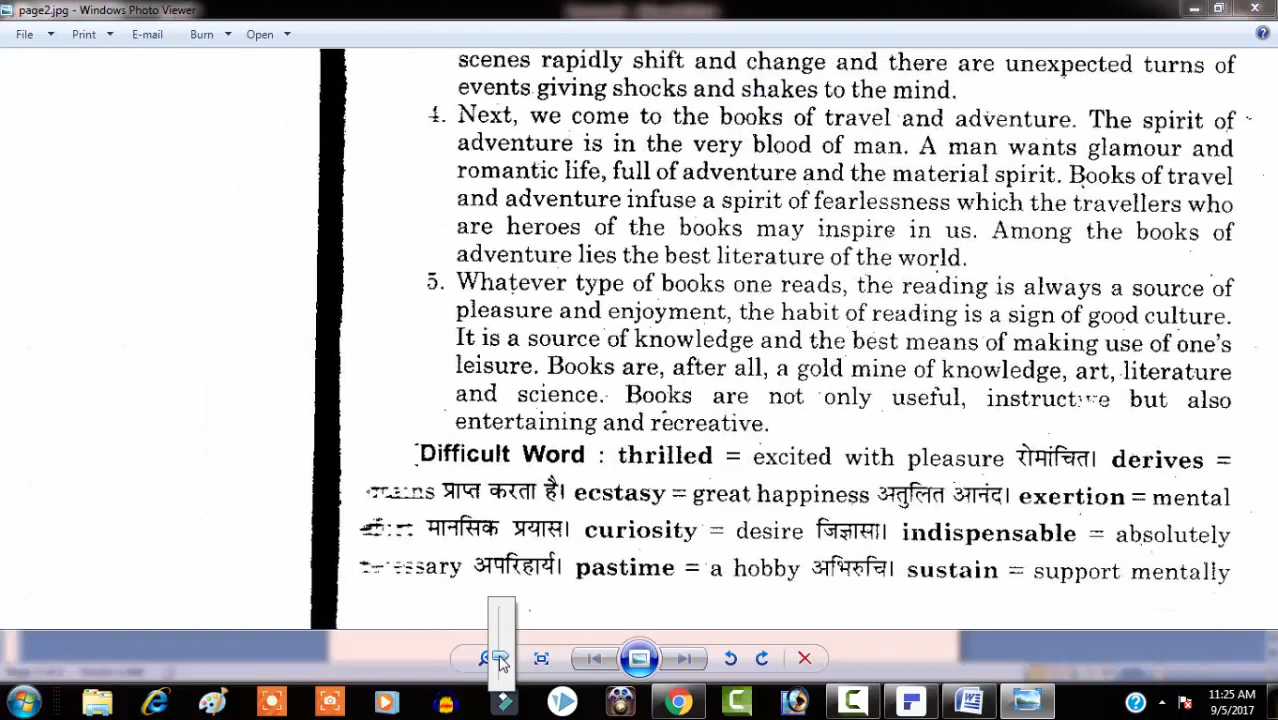 page2.jpg - Windows Photo Viewer
File Print E-mail Burn Open
scenes rapidly shift and change and there are unexpected turns of
events giving shocks and shakes to the mind.
4. Next, we come to the books of travel and adventure. The spirit of
adventure is in the very blood of man. A man wants glamour and
romantic life, full of adventure and the material spirit. Books of travel
and adventure infuse a spirit of fearlessness which the travellers who
are heroes of the books may inspire in us. Among the books of
adventure lies the best literature of the world.
5. Whatever type of books one reads, the reading is always a source of
pleasure and enjoyment, the habit of reading is a sign of good culture.
It is a source of knowledge and the best means of making use of one's
leisure. Books are, after all, a gold mine of knowledge, art, literature
and science. Books are not only useful, instructive but also
entertaining and recreative.
Difficult Word : thrilled = excited with pleasure रोमांचित। derives =
प्राप्त करता है। ecstasy = great happiness अतुलित आनंद। exertion = mental
मानसिक प्रयास। curiosity = desire जिज्ञासा। indispensable = absolutely
अपरिहार्य। pastime = a hobby अभिरुचि। sustain = support mentally
11:25 AM
9/5/2017